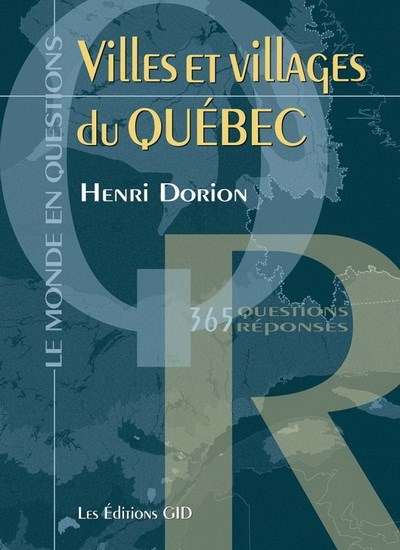 Villes et villages
du Québec
Henri Dorion
LE MONDE EN QUESTIONS
Q
R
365 QUESTIONS
RÉPONSES
Les Éditions GID